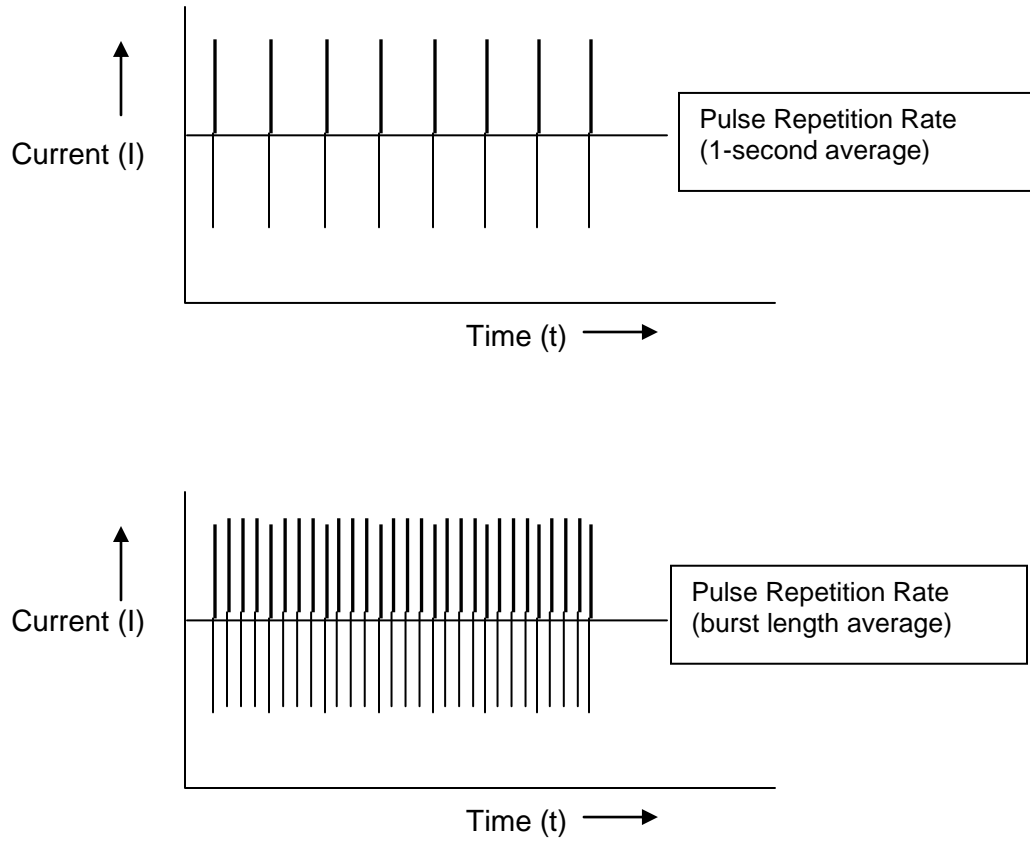 Current (I)
Pulse Repetition Rate
(1-second average)
Time (t)
Current (I)
Pulse Repetition Rate
(burst length average)
Time (t)